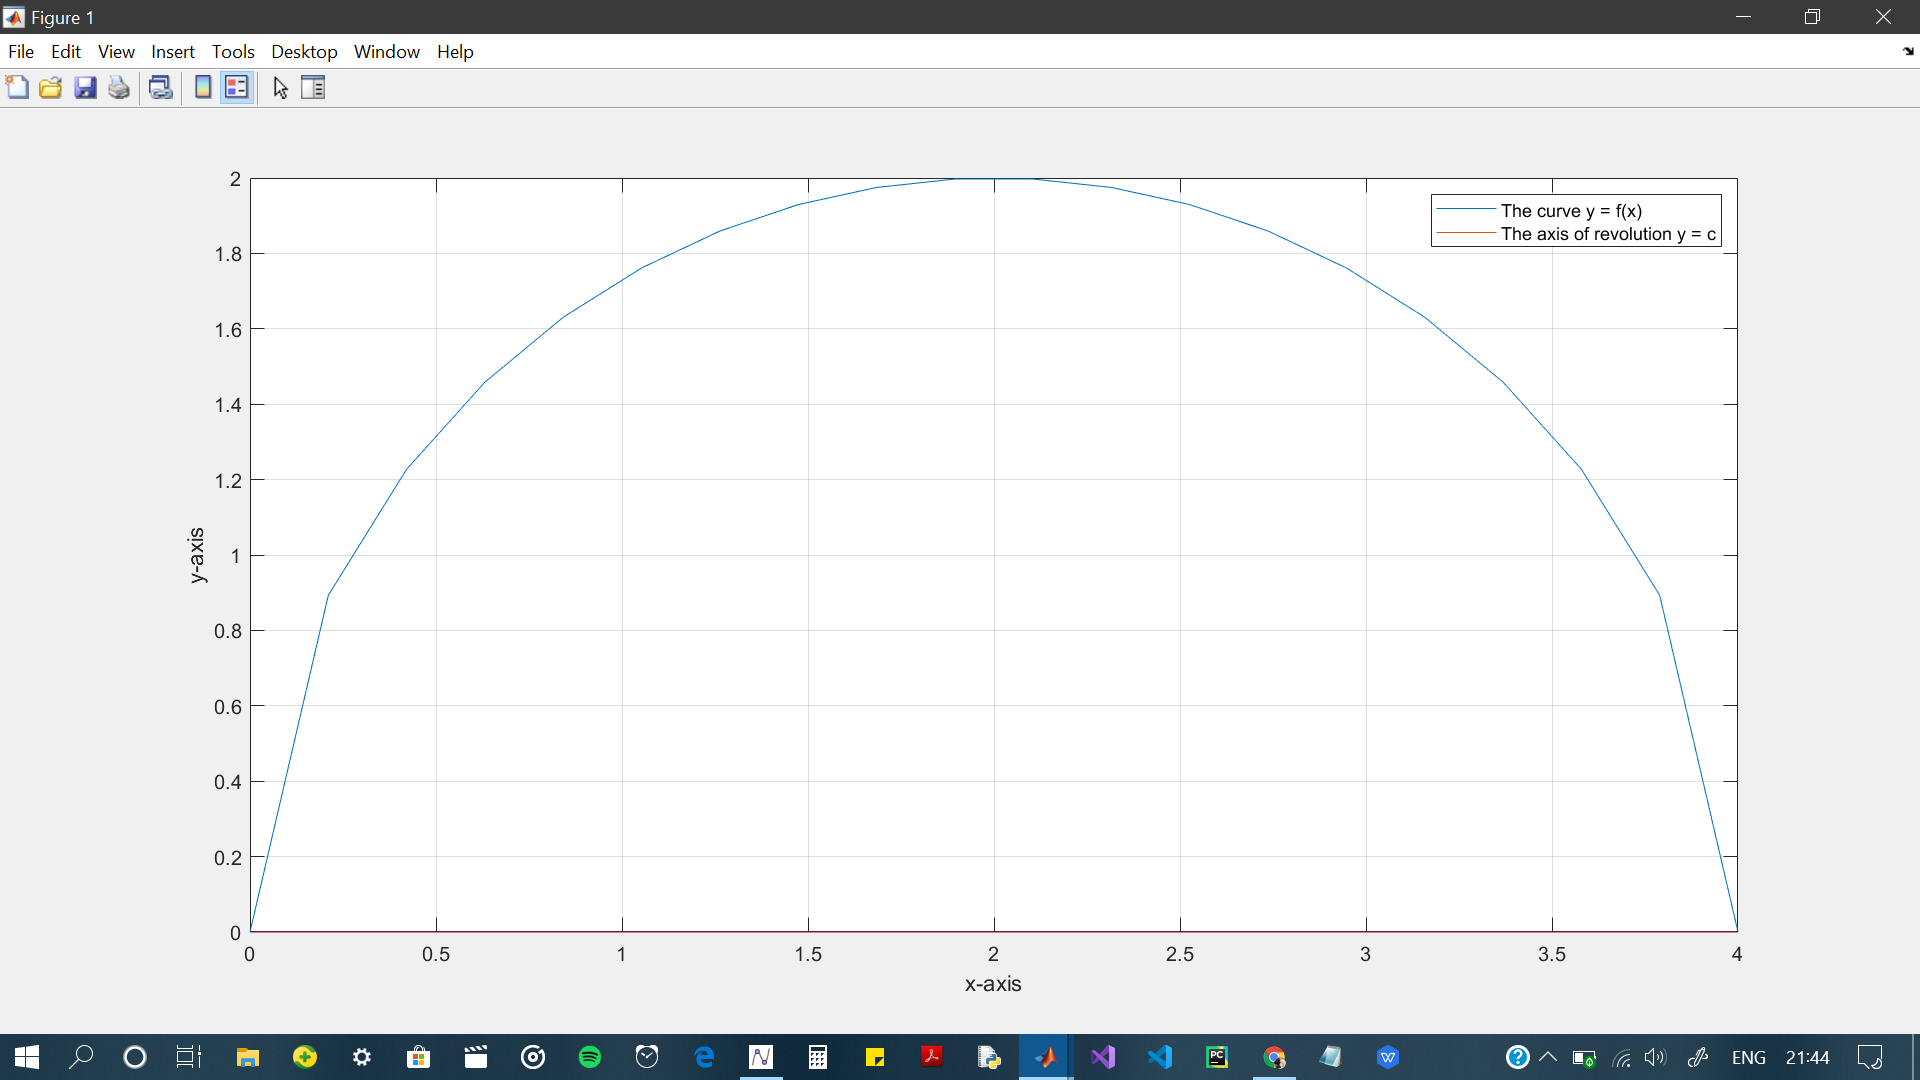 Figure 1
File Edit View Insert Tools Desktop Window Help
2
1.8
1.6
1.4
1.2
1
0.8
0.6
0.4
0.2
0
y-axis
The curve y = f(x)
The axis of revolution y = c
0 0.5 1 1.5 2 2.5 3 3.5 4
x-axis
PC
W
ENG 21:44